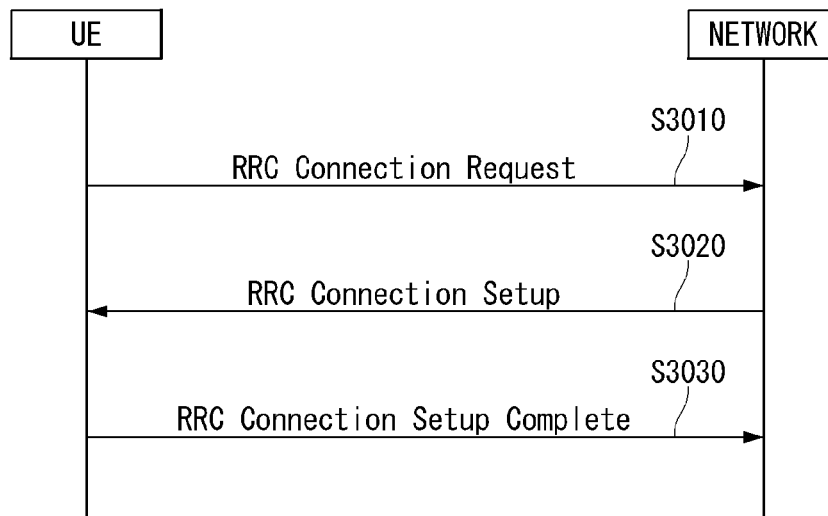 UE
NETWORK
S3010
RRC Connection Request
S3020
RRC Connection Setup
S3030
RRC Connection Setup Complete